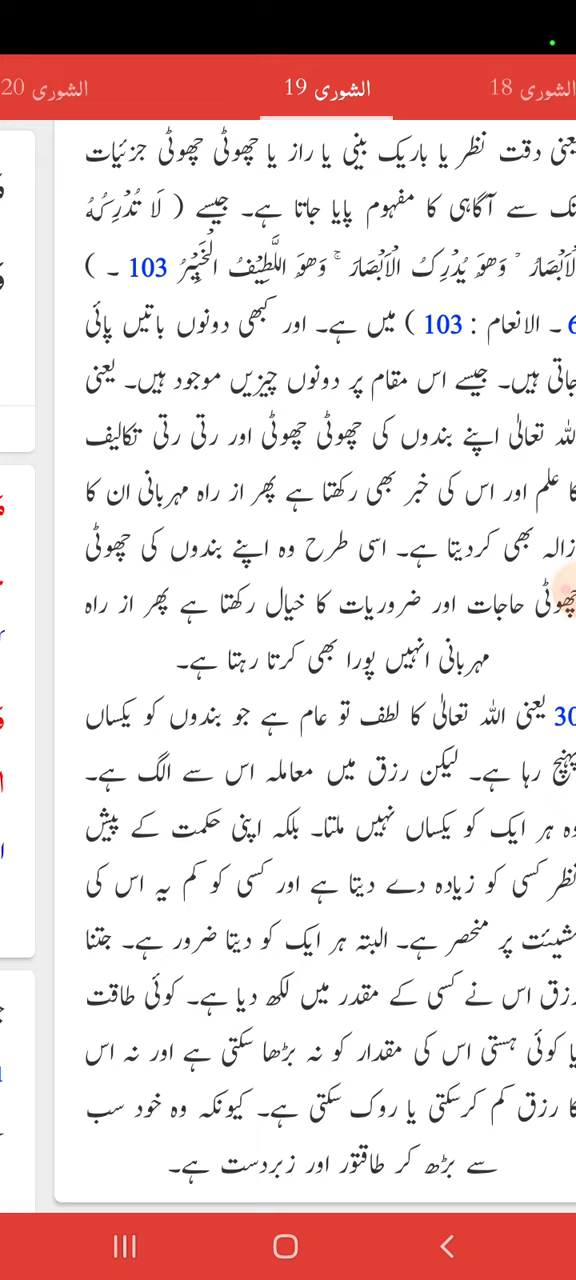 الشوری 18 الشوری 19 الشوری 20
یعنی دقت نظر یا باریک بینی یا راز یا چھوٹی چھوٹی جزئیات
تک سے آگاہی کا مفہوم پایا جاتا ہے۔ جیسے ( لَا تُدْرِكُهُ
لْاَبْصَارُ ۡ وَهُوَ يُدْرِكُ الْاَبْصَارَ ۚ وَهُوَ اللَّطِيْفُ الْخَبِيْرُ 103 ۔ )
6 ۔ الانعام : 103 ) میں ہے۔ اور کبھی دونوں باتیں پائی
جاتی ہیں۔ جیسے اس مقام پر دونوں چیزیں موجود ہیں۔ یعنی
للہ تعالیٰ اپنے بندوں کی چھوٹی چھوٹی اور رتی رتی تکالیف
کا علم اور اس کی خبر بھی رکھتا ہے پھر از راہ مہربانی ان کا
زالہ بھی کردیتا ہے۔ اسی طرح وہ اپنے بندوں کی چھوٹی
چھوٹی حاجات اور ضروریات کا خیال رکھتا ہے پھر از راہ
مہربانی انہیں پورا بھی کرتا رہتا ہے۔
30 یعنی اللہ تعالیٰ کا لطف تو عام ہے جو بندوں کو یکساں
پہنچ رہا ہے۔ لیکن رزق میں معاملہ اس سے الگ ہے۔
وہ ہر ایک کو یکساں نہیں ملتا۔ بلکہ اپنی حکمت کے پیش
نظر کسی کو زیادہ دے دیتا ہے اور کسی کو کم یہ اس کی
مشیئت پر منحصر ہے۔ البتہ ہر ایک کو دیتا ضرور ہے۔ جتنا
رزق اس نے کسی کے مقدر میں لکھ دیا ہے۔ کوئی طاقت
یا کوئی ہستی اس کی مقدار کو نہ بڑھا سکتی ہے اور نہ اس
کا رزق کم کرسکتی یا روک سکتی ہے۔ کیونکہ وہ خود سب
سے بڑھ کر طاقتور اور زبردست ہے۔